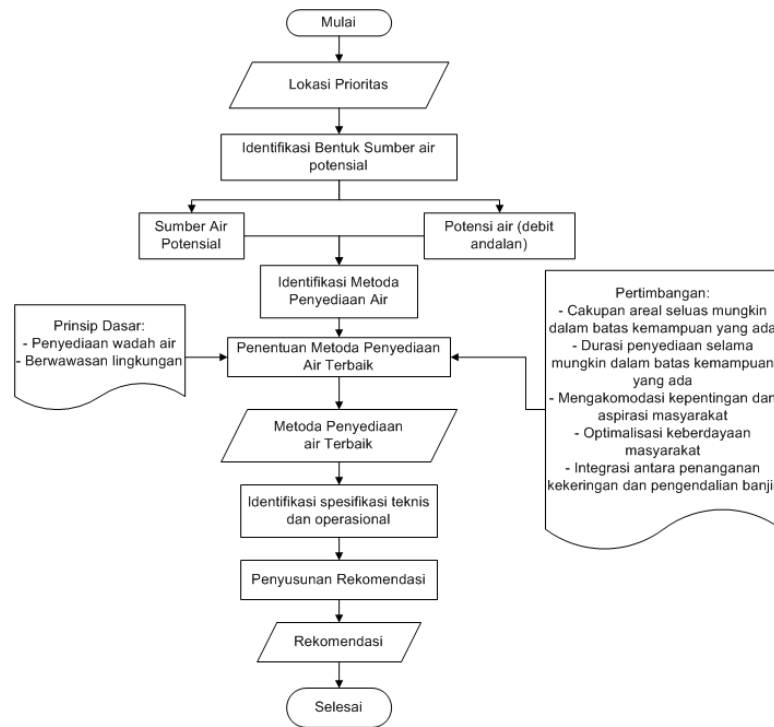 Mulai
Lokasi Prioritas
Identifikasi Bentuk Sumber air
potensial
Sumber Air
Potensial
Potensi air (debit
andalan)
Identifikasi Metoda
Penyediaan Air
Prinsip Dasar:
- Penyediaan wadah air
- Berwawasan lingkungan
Penentuan Metoda Penyediaan
Air Terbaik
Pertimbangan:
- Cakupan areal seluas mungkin
dalam batas kemampuan yang ada
- Durasi penyediaan selama
mungkin dalam batas kemampuan
yang ada
- Mengakomodasi kepentingan dan
aspirasi masyarakat
- Optimalisasi keberdayaan
masyarakat
- Integrasi antara penanganan
kekeringan dan pengendalian banjir
Metoda Penyediaan
air Terbaik
Identifikasi spesifikasi teknis
dan operasional
Penyusunan Rekomendasi
Rekomendasi
Selesai